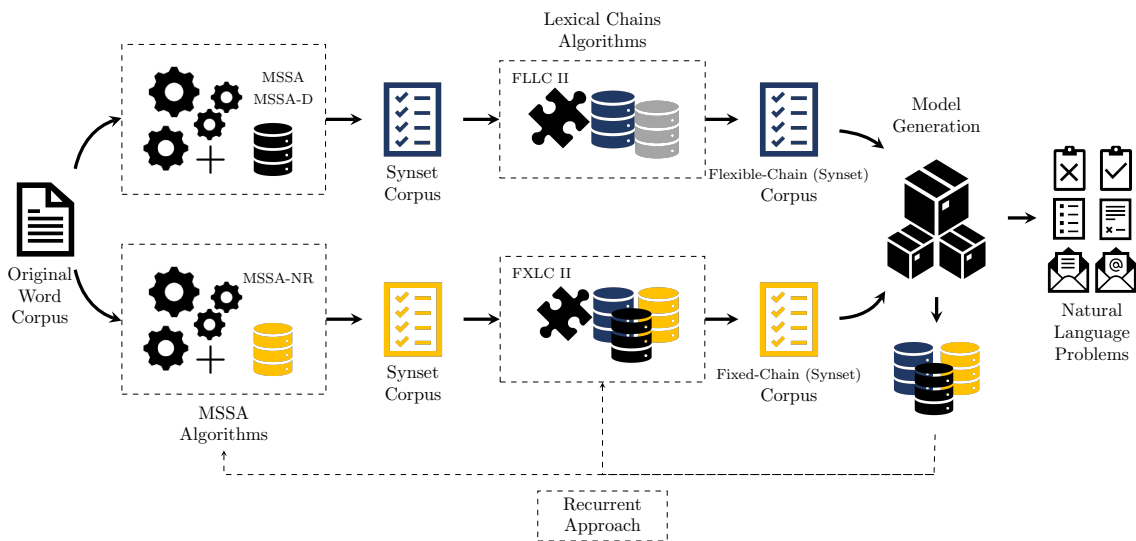 Lexical Chains
Algorithms
MSSA
MSSA-D
FLLC II
Model
Generation
Synset
Corpus
Flexible-Chain (Synset)
Corpus
Original
Word
Corpus
MSSA-NR
FXLC II
@
Natural
Language
Problems
Synset
Corpus
Fixed-Chain (Synset)
Corpus
MSSA
Algorithms
Recurrent
Approach